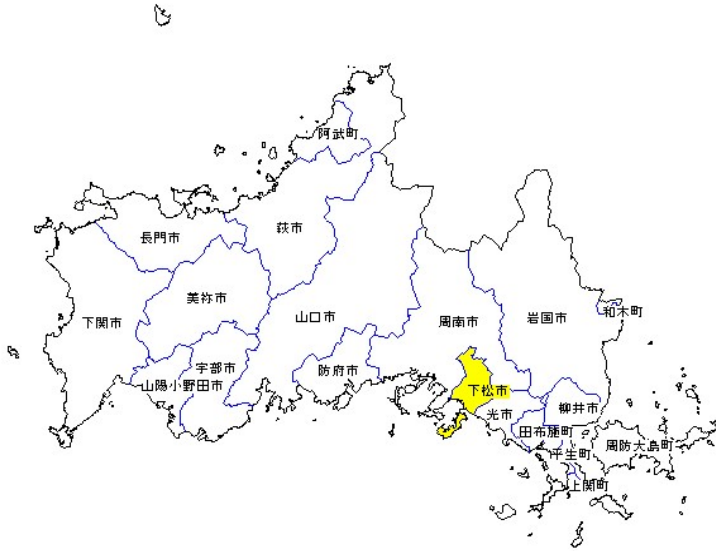 阿武町
長門市
萩市
美祢市
下関市
山口市
周南市
岩国市
和木町
宇部市
防府市
山陽小野田市
下松市
柳井市
光市
田布施町
周防大島町
平生町
上関町